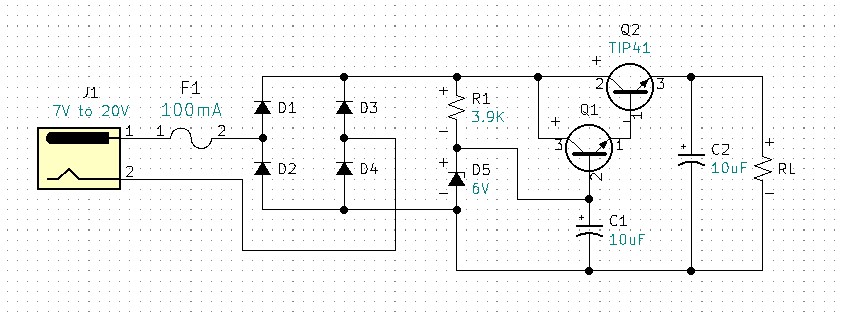 Q2
TIP41
J1
7V to 20V
F1
100mA
+
2
3
1
1
1
2
2
D1
D3
+
R1
3.9K
Q1
+
3
1
2
D2
D4
+
D5
6V
+
C2
10uF
+
RL
+
C1
10uF